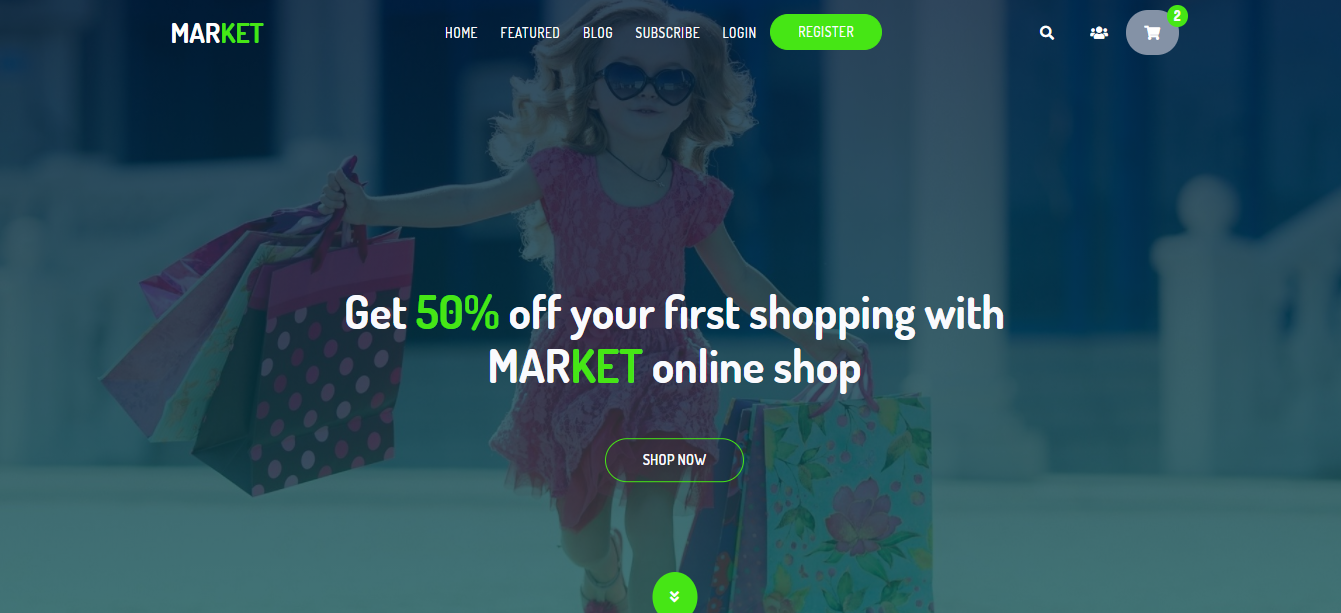 MARKET
HOME FEATURED BLOG SUBSCRIBE LOGIN REGISTER
2
Get 50% off your first shopping with
MARKET online shop
SHOP NOW